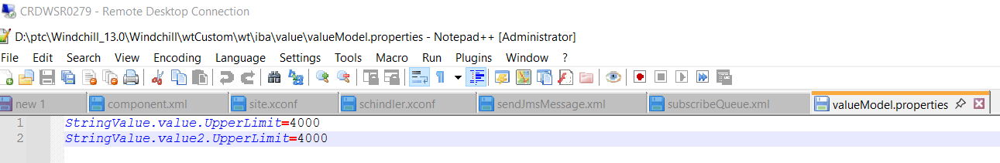 CRDWSR0279 - Remote Desktop Connection
D:\ptc\Windchill_13.0\Windchill\wtCustom\wt\iba\value\valueModel.properties - Notepad++ [Administrator]
File Edit Search View Encoding Language Settings Tools Macro Run Plugins Window ?
new 1 component.xml site.xconf schindler.xconf sendJmsMessage.xml subscribeQueue.xml valueModel.properties
1 StringValue.value.UpperLimit=4000
2 StringValue.value2.UpperLimit=4000